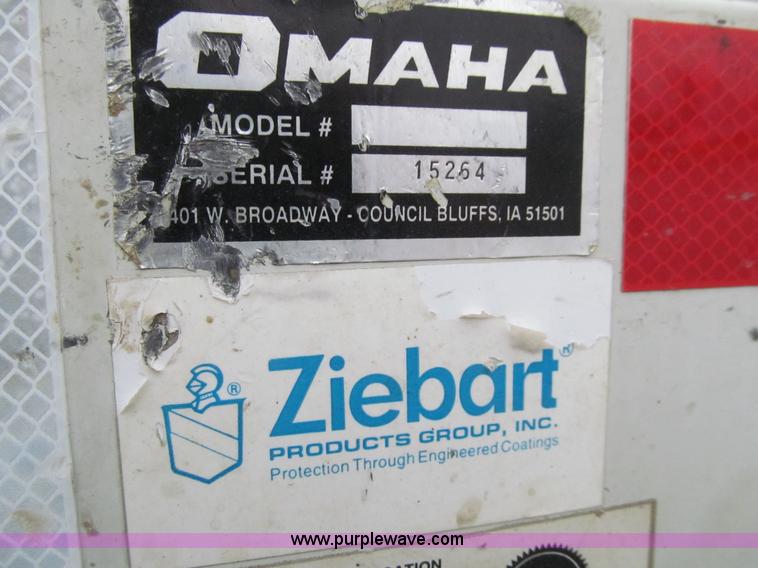 OMAHA
MODEL #
SERIAL # 15264
401 W. BROADWAY - COUNCIL BLUFFS, IA 51501
Ziebart®
®
PRODUCTS GROUP, INC.
Protection Through Engineered Coatings
www.purplewave.com